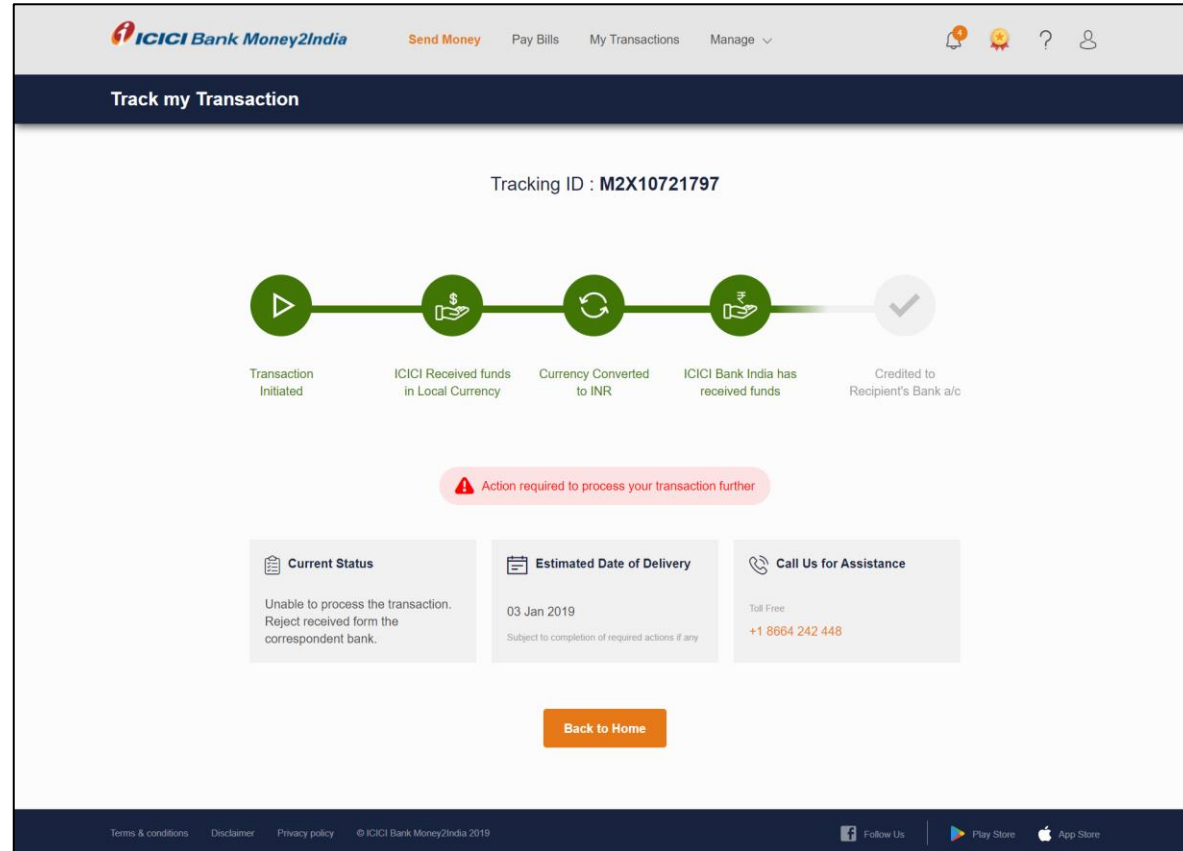 ICICI Bank Money2India Send Money Pay Bills My Transactions Manage 4 ?
Track my Transaction
Tracking ID : M2X10721797
$ ₹
Transaction ICICI Received funds Currency Converted ICICI Bank India has Credited to
Initiated in Local Currency to INR received funds Recipient's Bank a/c
Action required to process your transaction further
Current Status
Unable to process the transaction.
Reject received form the
correspondent bank.
Estimated Date of Delivery
03 Jan 2019
Subject to completion of required actions if any
Call Us for Assistance
Toll Free
+1 8664 242 448
Back to Home
Terms & conditions Disclaimer Privacy policy © ICICI Bank Money2India 2019 Follow Us Play Store App Store